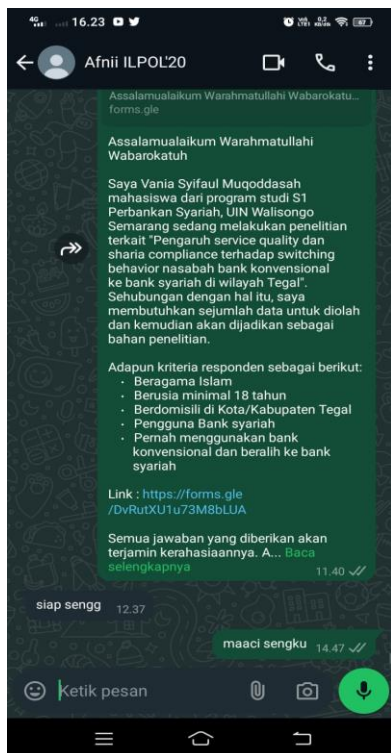 4G 16.23
87
Afnii ILPOL'20
Assalamualaikum Warahmatullahi Wabarokatu...
forms.gle
Assalamualaikum Warahmatullahi
Wabarokatuh
Saya Vania Syifaul Muqoddasah
mahasiswa dari program studi S1
Perbankan Syariah, UIN Walisongo
Semarang sedang melakukan penelitian
terkait "Pengaruh service quality dan
sharia compliance terhadap switching
behavior nasabah bank konvensional
ke bank syariah di wilayah Tegal".
Sehubungan dengan hal itu, saya
membutuhkan sejumlah data untuk diolah
dan kemudian akan dijadikan sebagai
bahan penelitian.
Adapun kriteria responden sebagai berikut:
· Beragama Islam
· Berusia minimal 18 tahun
· Berdomisili di Kota/Kabupaten Tegal
· Pengguna Bank syariah
· Pernah menggunakan bank
konvensional dan beralih ke bank
syariah
Link : https://forms.gle
/DvRutXU1u73M8bLUA
Semua jawaban yang diberikan akan
terjamin kerahasiaannya. A... Baca
selengkapnya 11.40
siap sengg 12.37
maaci sengku 14.47
Ketik pesan